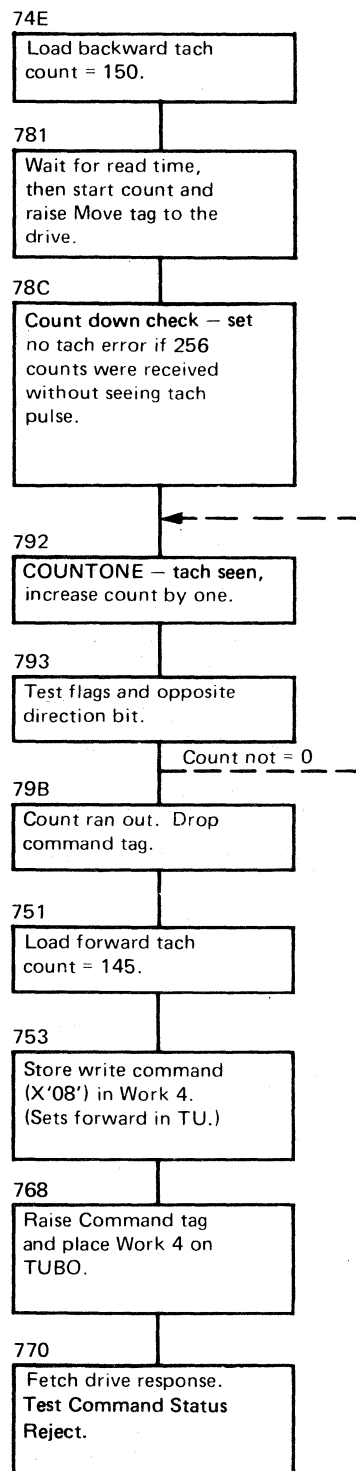 74E
Load backward tach
count = 150.
781
Wait for read time,
then start count and
raise Move tag to the
drive.
78C
Count down check — set
no tach error if 256
counts were received
without seeing tach
pulse.
792
COUNTONE — tach seen,
increase count by one.
793
Test flags and opposite
direction bit.
Count not = 0
79B
Count ran out. Drop
command tag.
751
Load forward tach
count = 145.
753
Store write command
(X'08') in Work 4.
(Sets forward in TU.)
768
Raise Command tag
and place Work 4 on
TUBO.
770
Fetch drive response.
Test Command Status
Reject.